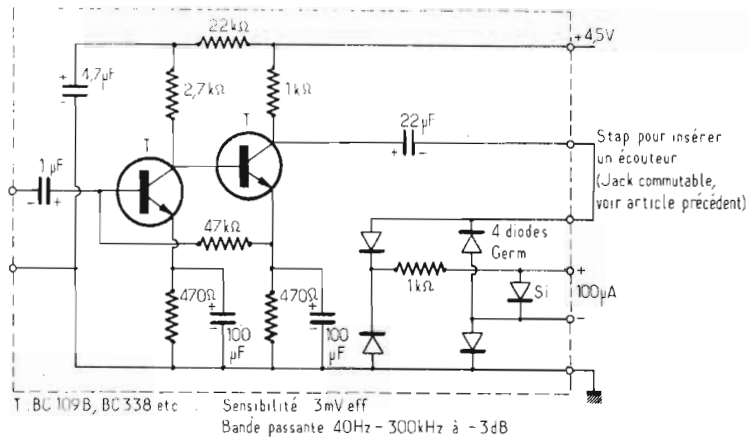 22kΩ
+4,5V
4,7µF
2,7kΩ
1kΩ
22µF
+
-
T
T
1µF
-
+
+
-
Stap pour insérer
un écouteur
(Jack commutable,
voir article précédent)
47kΩ
4 diodes
Germ
1kΩ
+
Si
100µA
-
470Ω
+
-
100
µF
470Ω
+
-
100
µF
T. BC 109B, BC 338 etc. Sensibilité 3mV eff
Bande passante 40Hz - 300kHz à -3dB